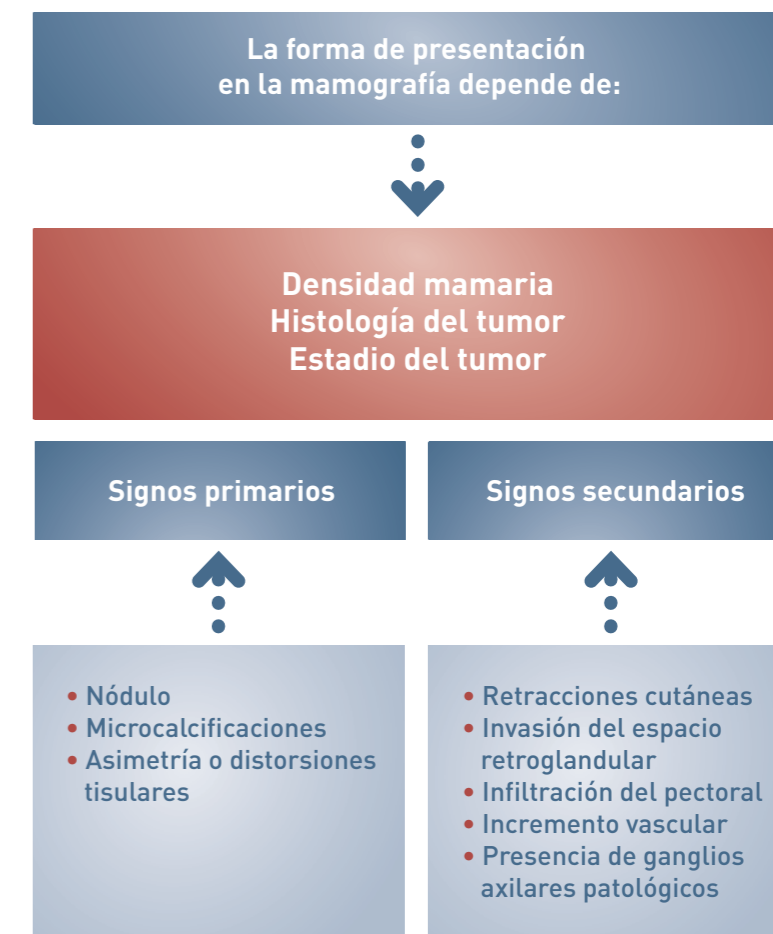 La forma de presentación
en la mamografía depende de:
Densidad mamaria
Histología del tumor
Estadio del tumor
Signos primarios
• Nódulo
• Microcalcificaciones
• Asimetría o distorsiones
tisulares
Signos secundarios
• Retracciones cutáneas
• Invasión del espacio
retroglandular
• Infiltración del pectoral
• Incremento vascular
• Presencia de ganglios
axilares patológicos